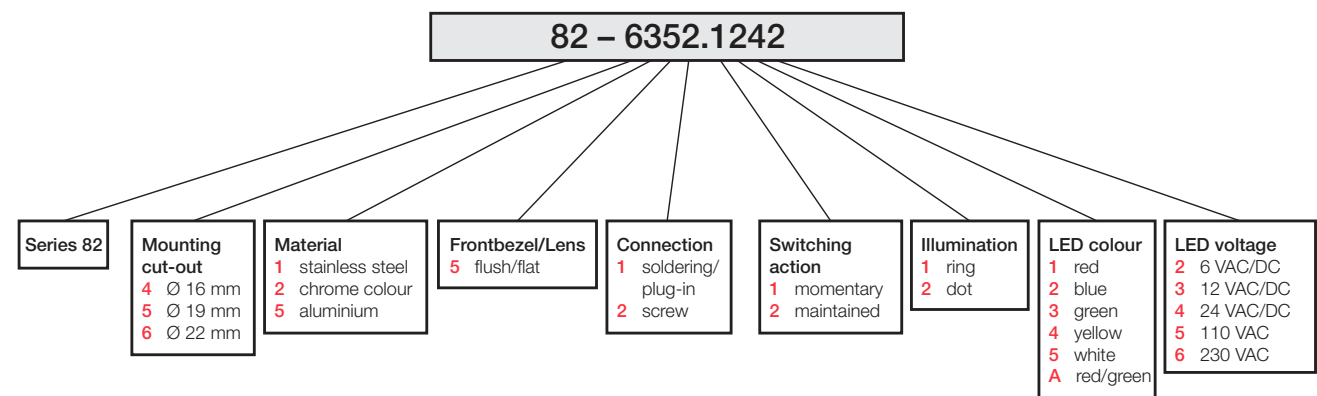 82 – 6352.1242
Series 82
Mounting
cut-out
4 Ø 16 mm
5 Ø 19 mm
6 Ø 22 mm
Material
1 stainless steel
2 chrome colour
5 aluminium
Frontbezel/Lens
5 flush/flat
Connection
1 soldering/
plug-in
2 screw
Switching
action
1 momentary
2 maintained
Illumination
1 ring
2 dot
LED colour
1 red
2 blue
3 green
4 yellow
5 white
A red/green
LED voltage
2 6 VAC/DC
3 12 VAC/DC
4 24 VAC/DC
5 110 VAC
6 230 VAC